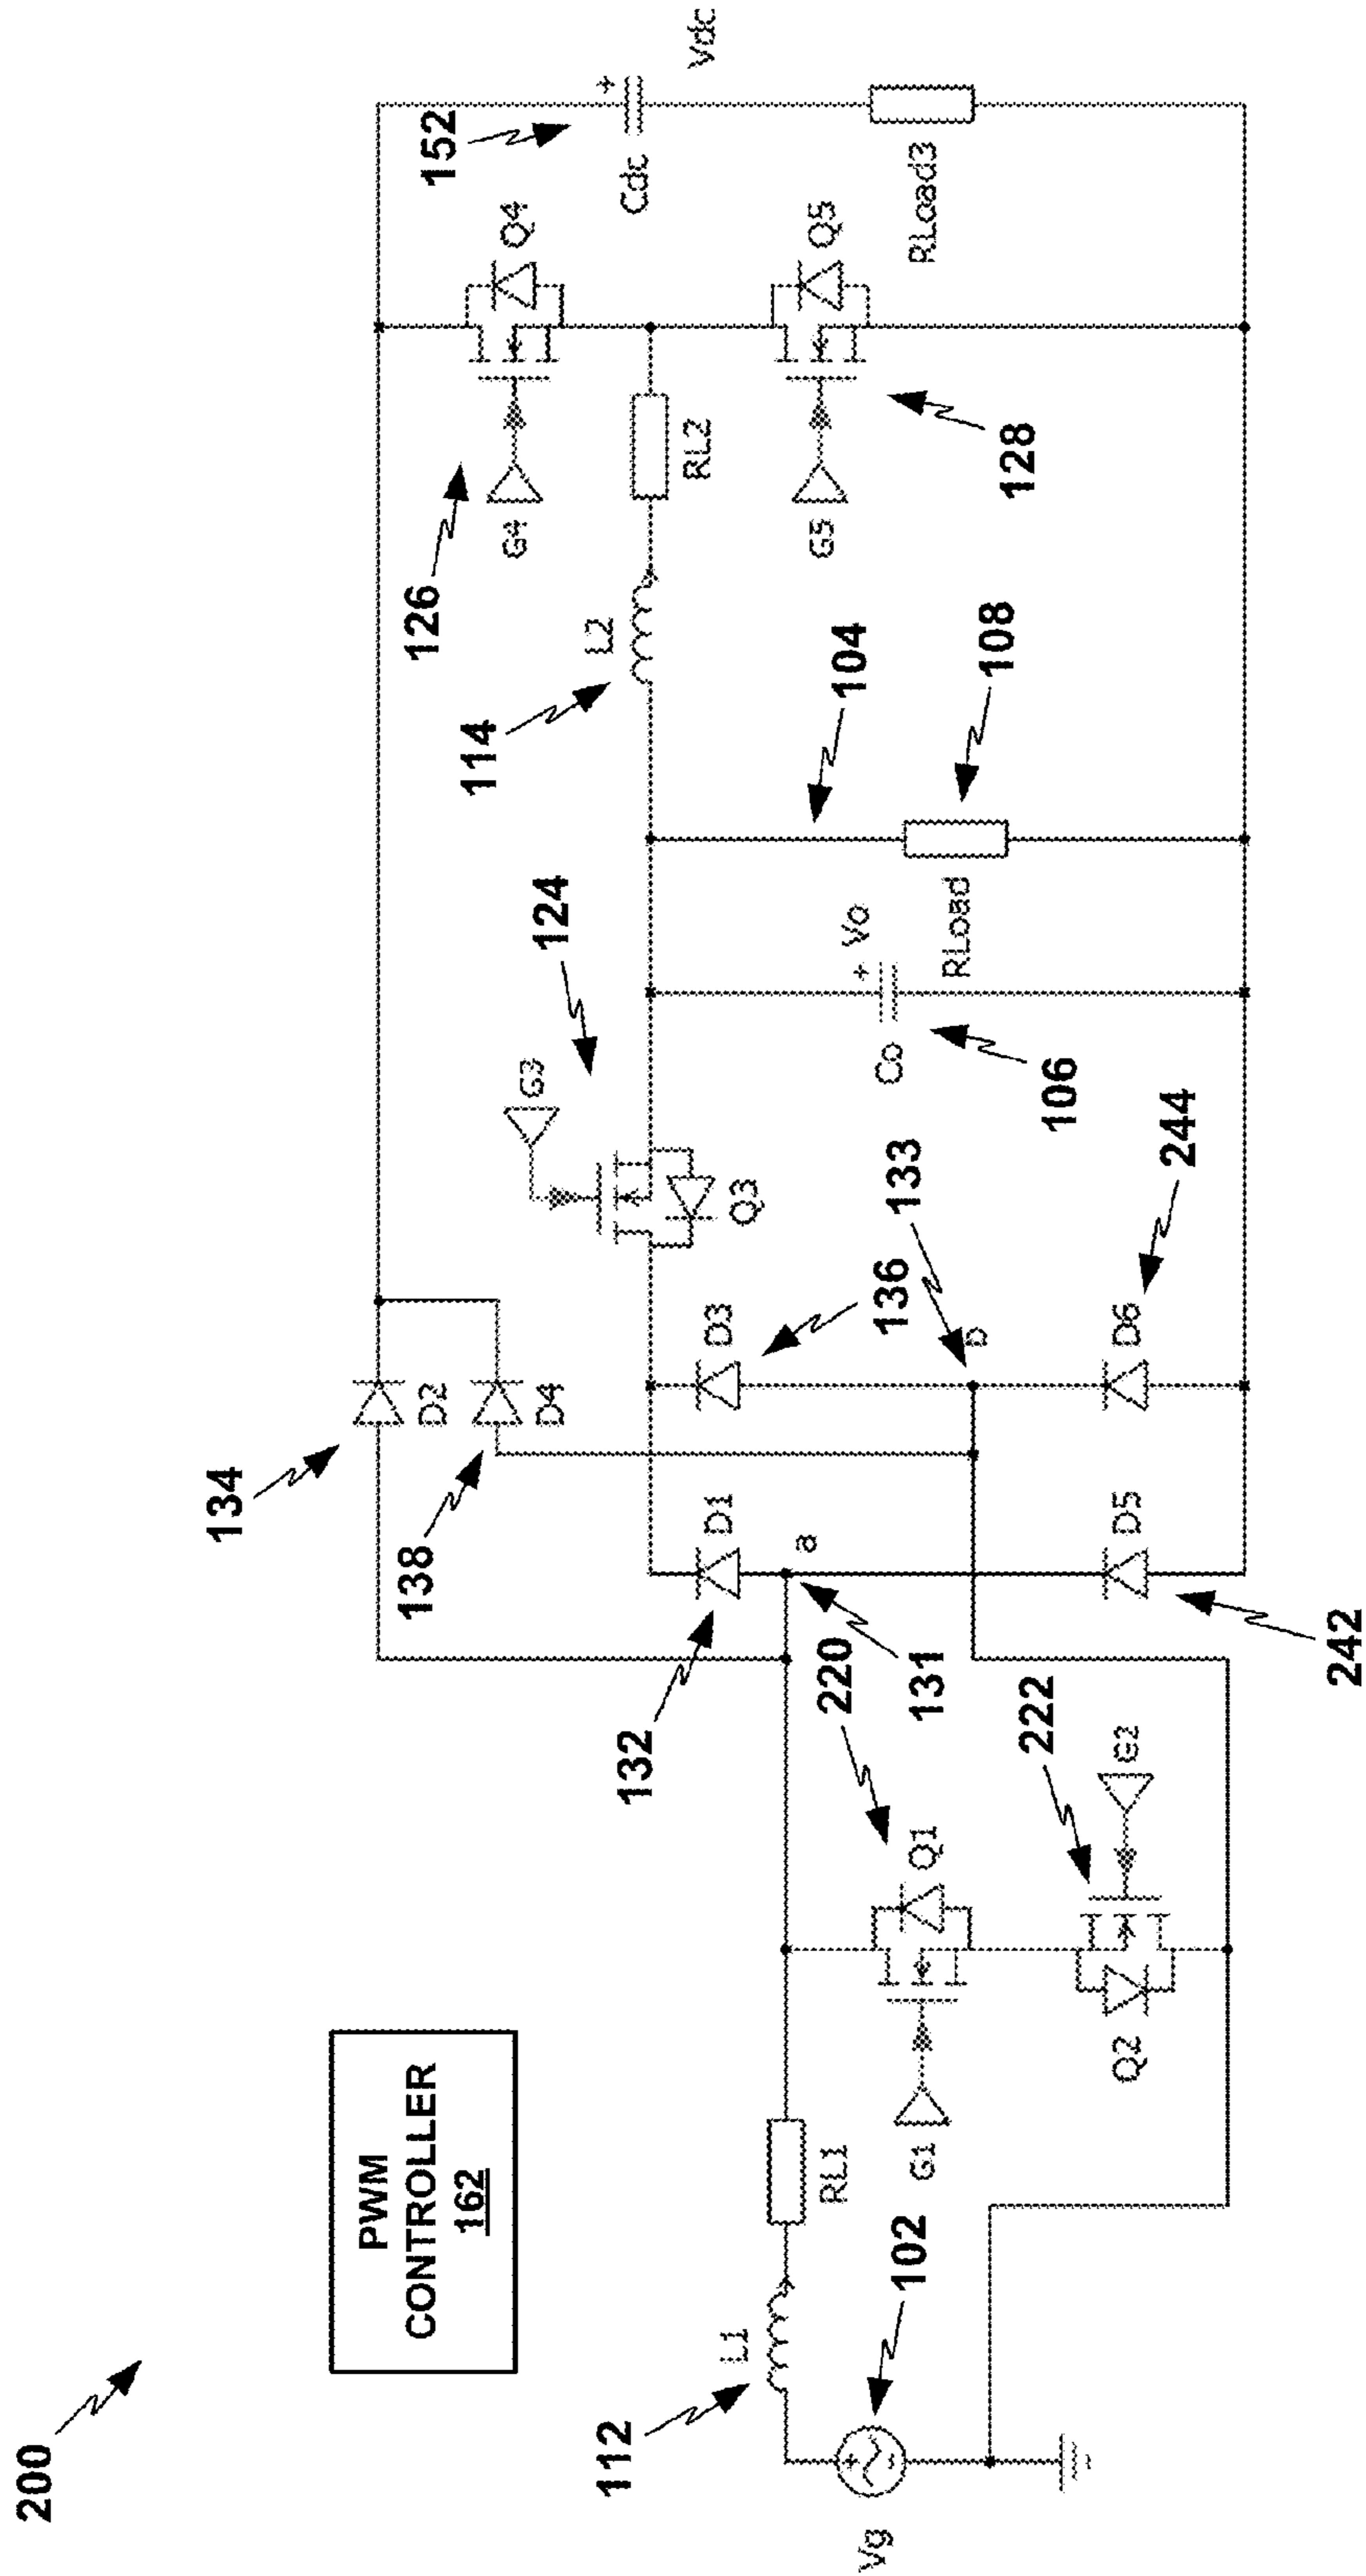 200
PWM
CONTROLLER
162
134
D2
138
D4
152
+
Cdc
Vdc
126
G4
Q4
124
G3
Q3
114
L2
RL2
132
D1
a
131
136
D3
133
104
+ Vo
Co
106
RLoad
108
G5
Q5
128
RLoad3
112
L1
RL1
220
G1
Q1
222
G2
Q2
242
D5
244
D6
102
+
Vg